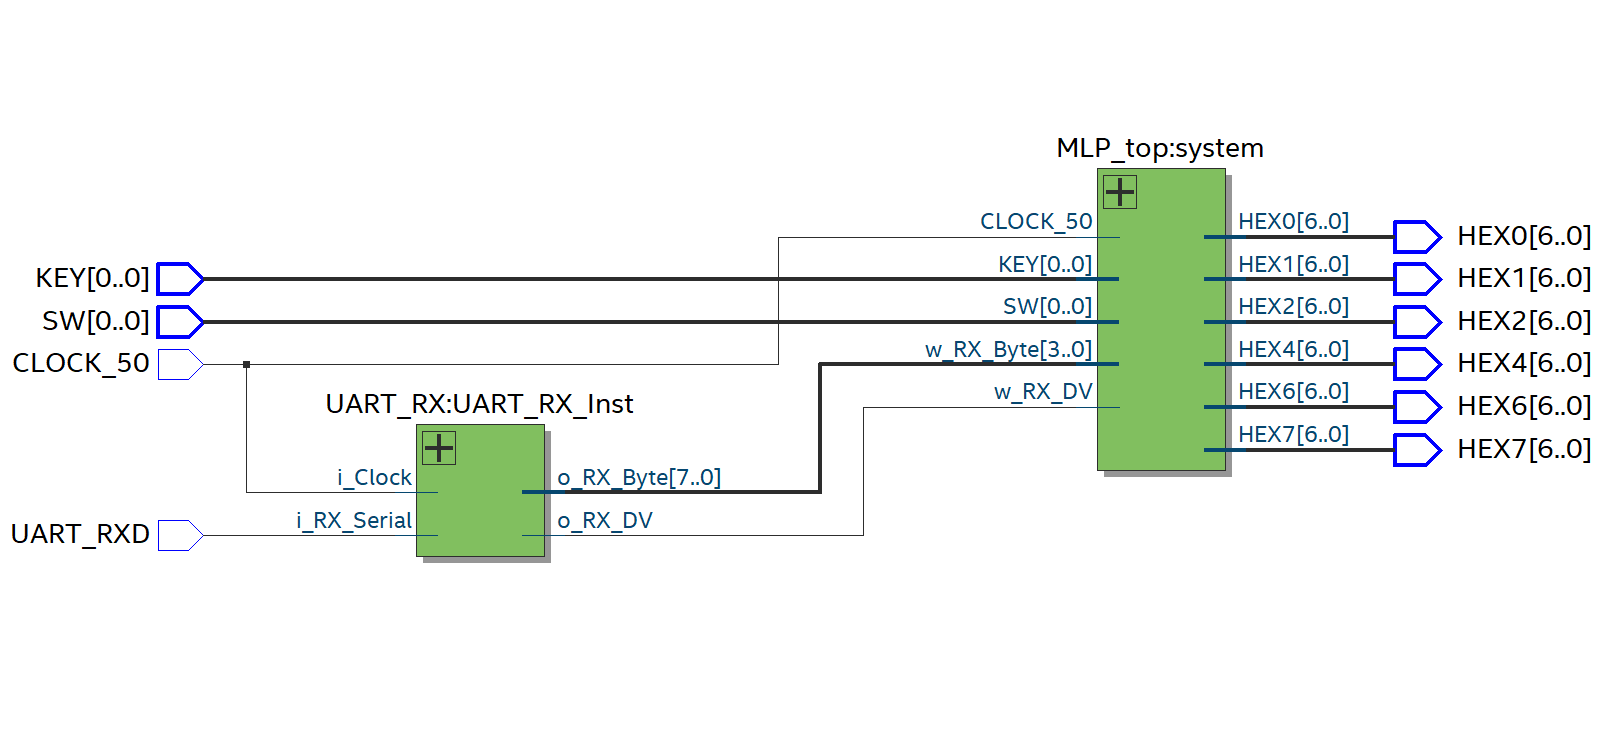 MLP_top:system
CLOCK_50
HEX0[6..0]
HEX0[6..0]
KEY[0..0]
KEY[0..0]
HEX1[6..0]
HEX1[6..0]
SW[0..0]
SW[0..0]
HEX2[6..0]
HEX2[6..0]
CLOCK_50
w_RX_Byte[3..0]
HEX4[6..0]
HEX4[6..0]
UART_RX:UART_RX_Inst
w_RX_DV
HEX6[6..0]
HEX6[6..0]
HEX7[6..0]
HEX7[6..0]
i_Clock
o_RX_Byte[7..0]
UART_RXD
i_RX_Serial
o_RX_DV